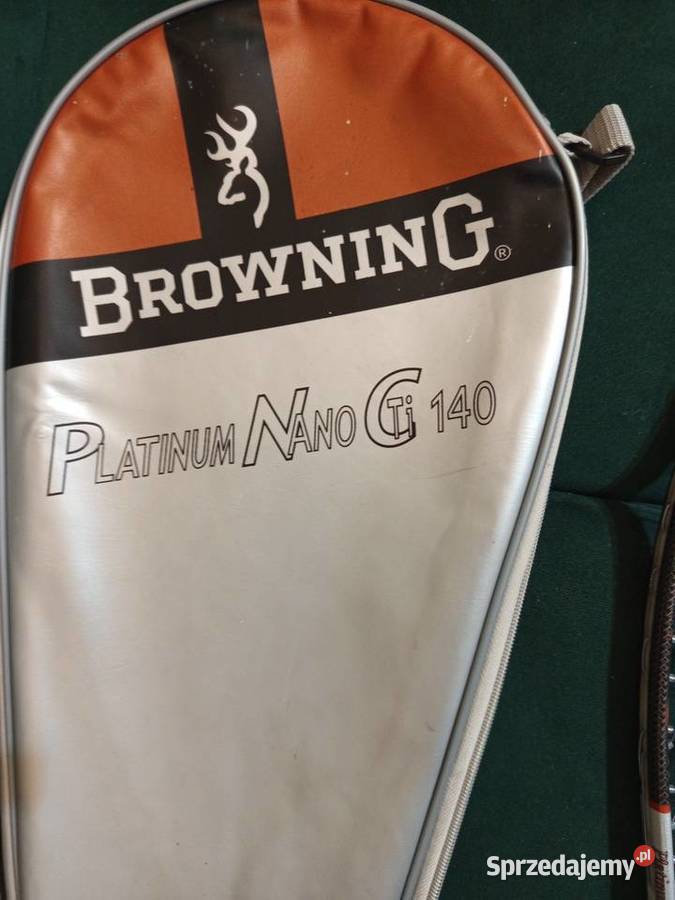 BROWNING®
PLATINUM NANO CTi 140
Sprzedajemy.pl